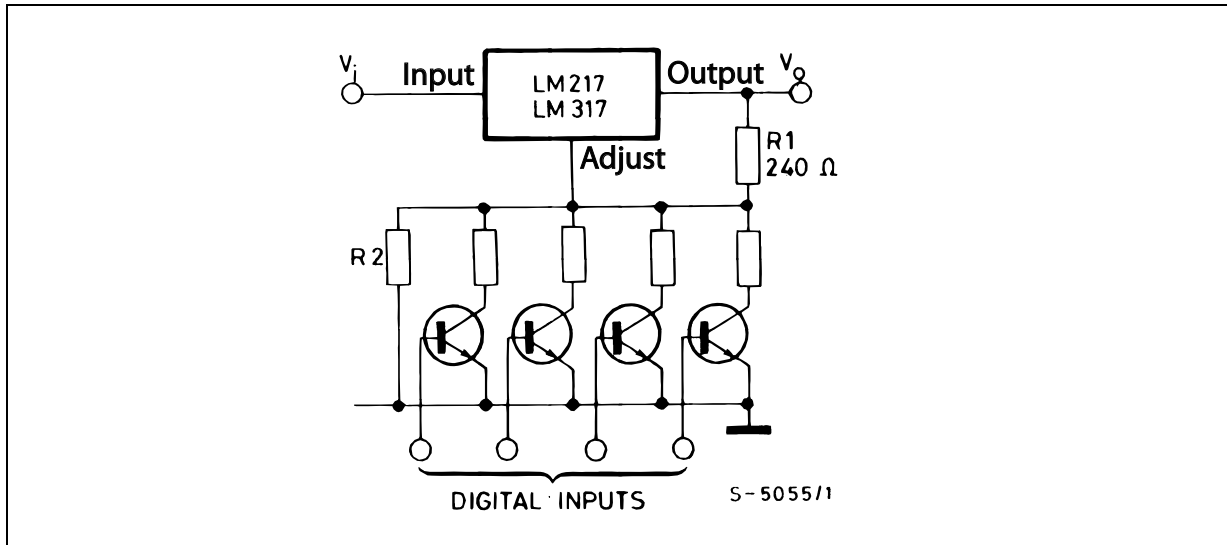 Vi
Input
LM217
LM317
Output
VO
Adjust
R1
240 Ω
R2
DIGITAL INPUTS
S-5055/1